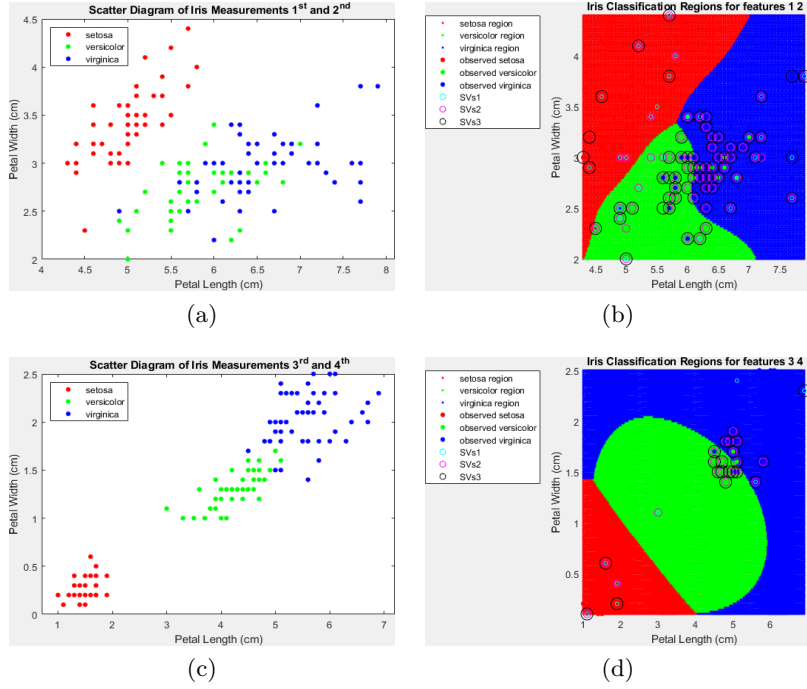 Scatter Diagram of Iris Measurements 1st and 2nd
setosa
versicolor
virginica
4.5
4
3.5
3
2.5
2
Petal Width (cm)
4 4.5 5 5.5 6 6.5 7 7.5 8
Petal Length (cm)
(a)
Iris Classification Regions for features 1 2
setosa region
versicolor region
virginica region
observed setosa
observed versicolor
observed virginica
SVs1
SVs2
SVs3
4
3.5
3
2.5
2
Petal Width (cm)
4.5 5 5.5 6 6.5 7 7.5
Petal Length (cm)
(b)
Scatter Diagram of Iris Measurements 3rd and 4th
setosa
versicolor
virginica
2.5
2
1.5
1
0.5
0
Petal Width (cm)
1 2 3 4 5 6 7
Petal Length (cm)
(c)
Iris Classification Regions for features 3 4
setosa region
versicolor region
virginica region
observed setosa
observed versicolor
observed virginica
SVs1
SVs2
SVs3
2.5
2
1.5
1
0.5
Petal Width (cm)
1 2 3 4 5 6
Petal Length (cm)
(d)